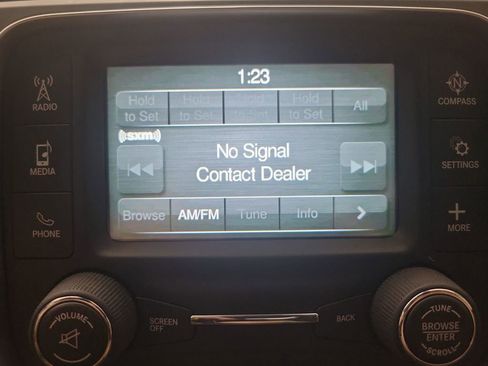 1:23
Hold to Set
Hold to Set
Hold to Set
Hold to Set
All
((sxm))
No Signal
Contact Dealer
Browse
AM/FM
Tune
Info
RADIO
MEDIA
PHONE
COMPASS
SETTINGS
MORE
VOLUME
SCREEN OFF
BACK
TUNE
BROWSE
ENTER
SCROLL